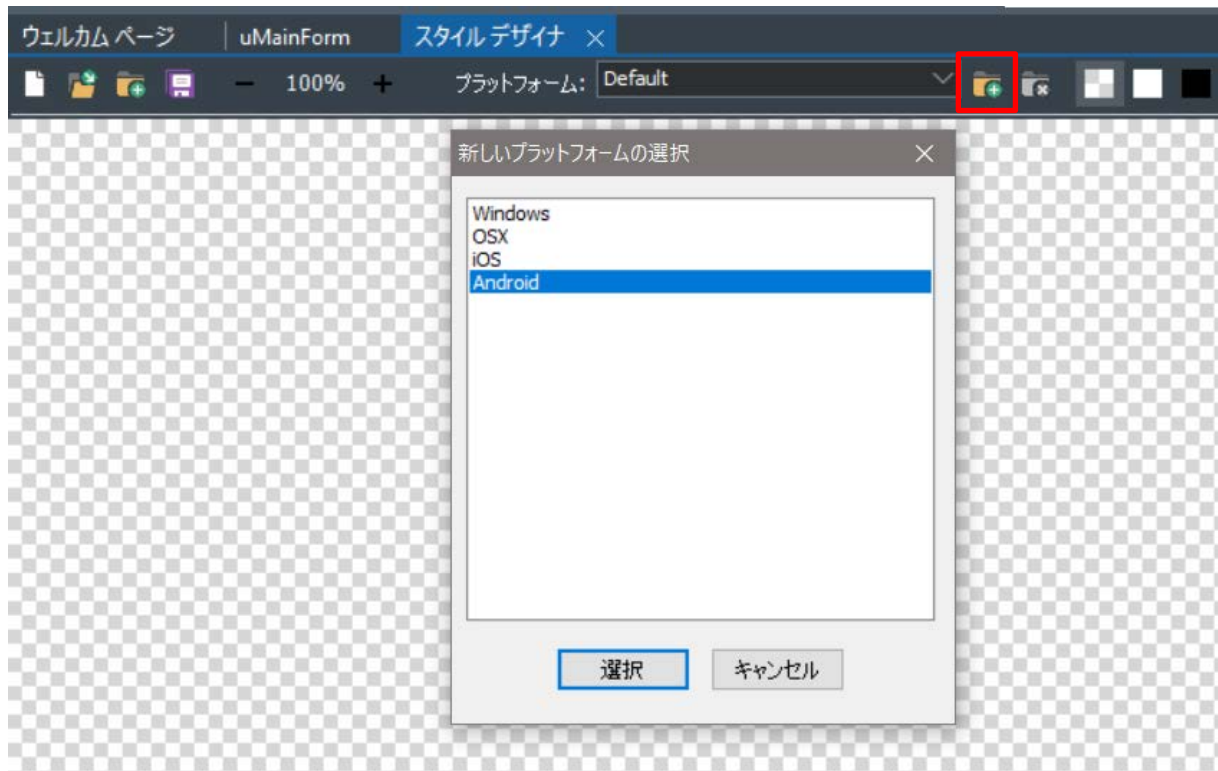 ウェルカム ページ uMainForm スタイル デザイナ
100% プラットフォーム: Default
新しいプラットフォームの選択
Windows
OSX
iOS
Android
選択 キャンセル